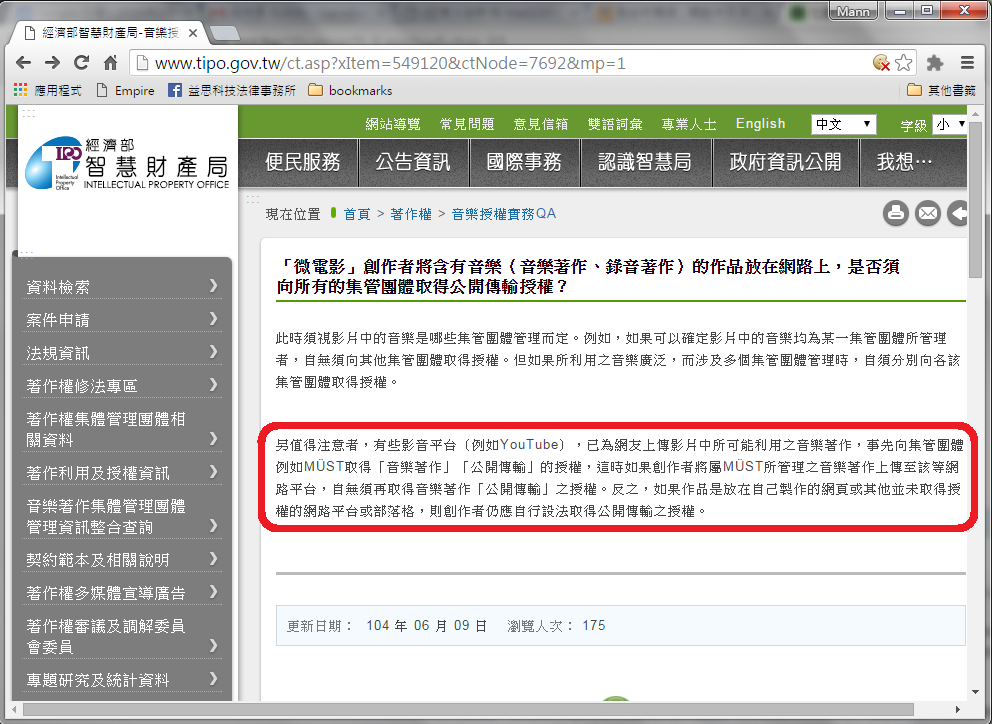 Mann
經濟部智慧財產局-音樂授
www.tipo.gov.tw/ct.asp?xItem=549120&ctNode=7692&mp=1
應用程式 Empire 益思科技法律事務所 bookmarks 其他書籤
網站導覽 常見問題 意見信箱 雙語詞彙 專業人士 English 中文 字級 小
經濟部
智慧財產局
INTELLECTUAL PROPERTY OFFICE
TIPO
Intellectual
Property
Office
便民服務 公告資訊 國際事務 認識智慧局 政府資訊公開 我想…
現在位置 首頁 > 著作權 > 音樂授權實務QA
資料檢索
案件申請
法規資訊
著作權修法專區
著作權集體管理團體相
關資料
著作利用及授權資訊
音樂著作集體管理團體
管理資訊整合查詢
契約範本及相關說明
著作權多媒體宣導廣告
著作權審議及調解委員
會委員
專題研究及統計資料
「微電影」創作者將含有音樂（音樂著作、錄音著作）的作品放在網路上，是否須
向所有的集管團體取得公開傳輸授權？
此時須視影片中的音樂是哪些集管團體管理而定。例如，如果可以確定影片中的音樂均為某一集管團體所管理
者，自無須向其他集管團體取得授權。但如果所利用之音樂廣泛，而涉及多個集管團體管理時，自須分別向各該
集管團體取得授權。
另值得注意者，有些影音平台（例如YouTube），已為網友上傳影片中所可能利用之音樂著作，事先向集管團體
例如MÜST取得「音樂著作」「公開傳輸」的授權，這時如果創作者將屬MÜST所管理之音樂著作上傳至該等網
路平台，自無須再取得音樂著作「公開傳輸」之授權。反之，如果作品是放在自己製作的網頁或其他並未取得授
權的網路平台或部落格，則創作者仍應自行設法取得公開傳輸之授權。
更新日期： 104 年 06 月 09 日 瀏覽人次： 175